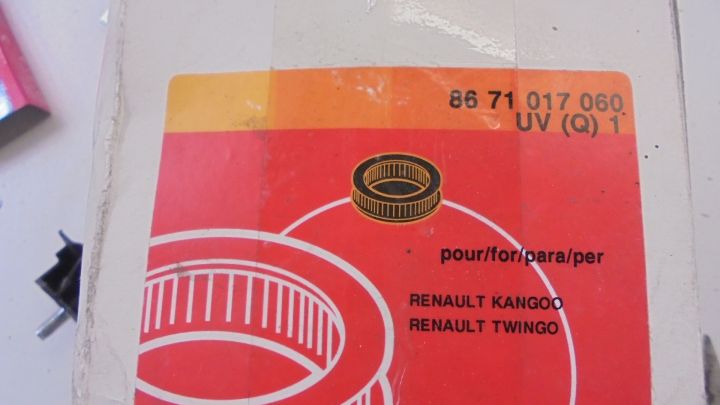 86 71 017 060
UV (Q) 1
pour/for/para/per
RENAULT KANGOO
RENAULT TWINGO